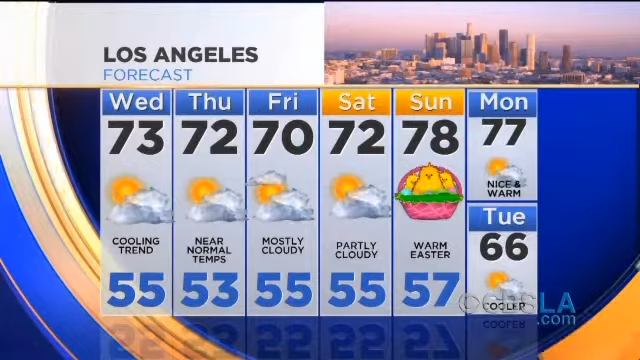 LOS ANGELES
FORECAST
Wed
73
COOLING
TREND
55
Thu
72
NEAR
NORMAL
TEMPS
53
Fri
70
MOSTLY
CLOUDY
55
Sat
72
PARTLY
CLOUDY
55
Sun
78
WARM
EASTER
57
Mon
77
NICE &
WARM
Tue
66
COOLER
CBSLA
.com